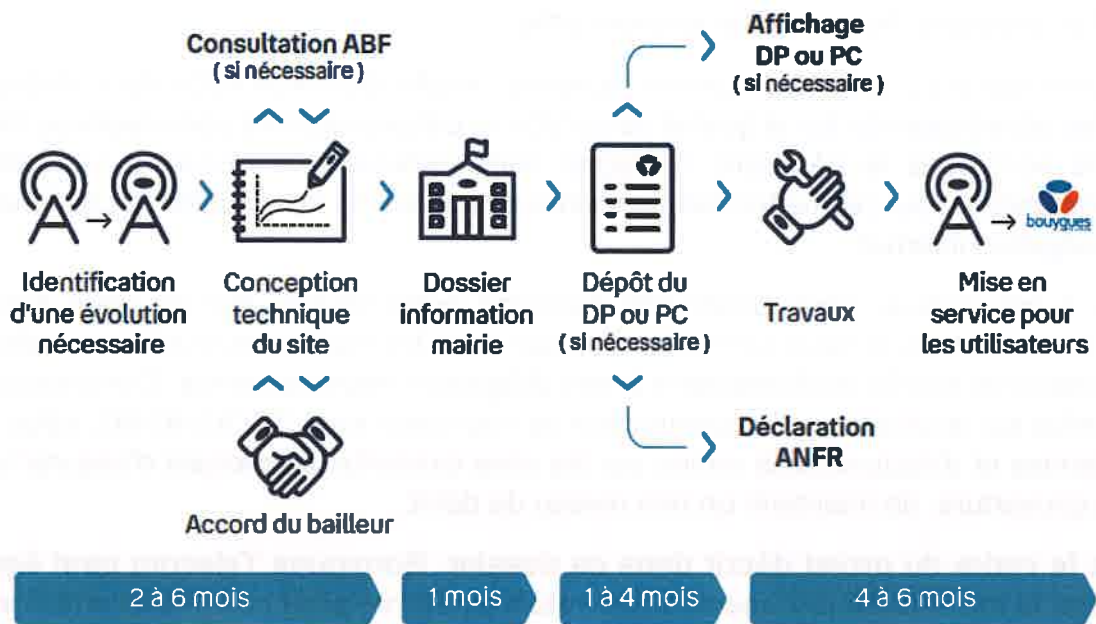 Consultation ABF
( si nécessaire )
Affichage
DP ou PC
( si nécessaire )
bouygues
Identification
d'une évolution
nécessaire
Conception
technique
du site
Dossier
information
mairie
Dépôt du
DP ou PC
( si nécessaire )
Travaux
Mise en
service pour
les utilisateurs
Accord du bailleur
Déclaration
ANFR
2 à 6 mois
1 mois
1 à 4 mois
4 à 6 mois